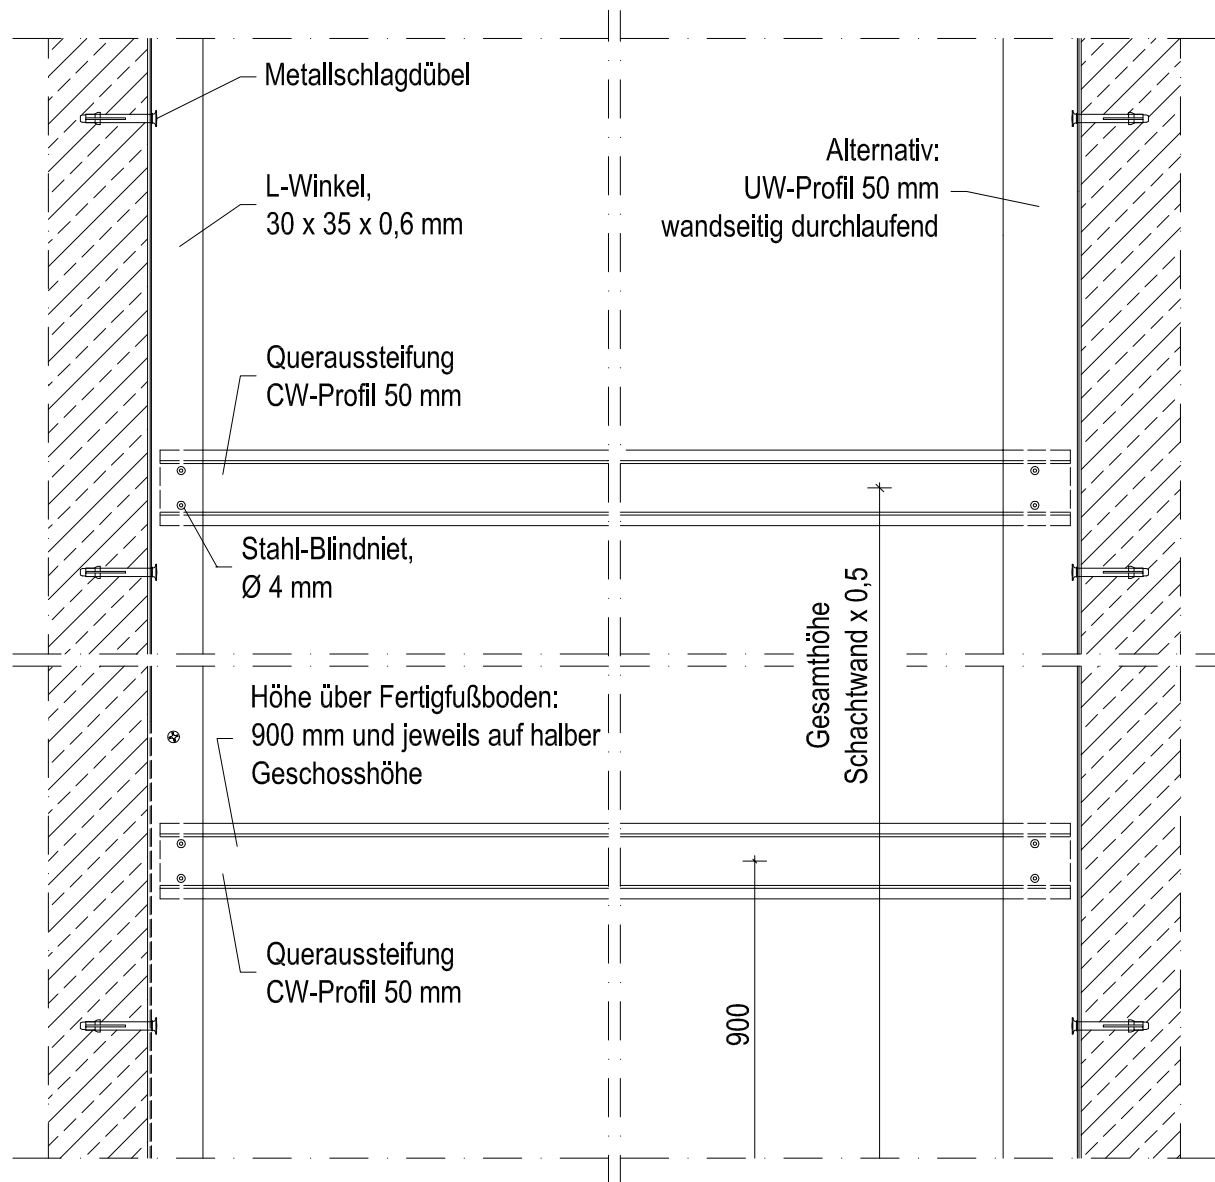 Metallschlagdübel
L-Winkel,
30 x 35 x 0,6 mm
Alternativ:
UW-Profil 50 mm
wandseitig durchlaufend
Queraussteifung
CW-Profil 50 mm
Stahl-Blindniet,
Ø 4 mm
Gesamthöhe
Schachtwand x 0,5
Höhe über Fertigfußboden:
900 mm und jeweils auf halber
Geschosshöhe
Queraussteifung
CW-Profil 50 mm
900